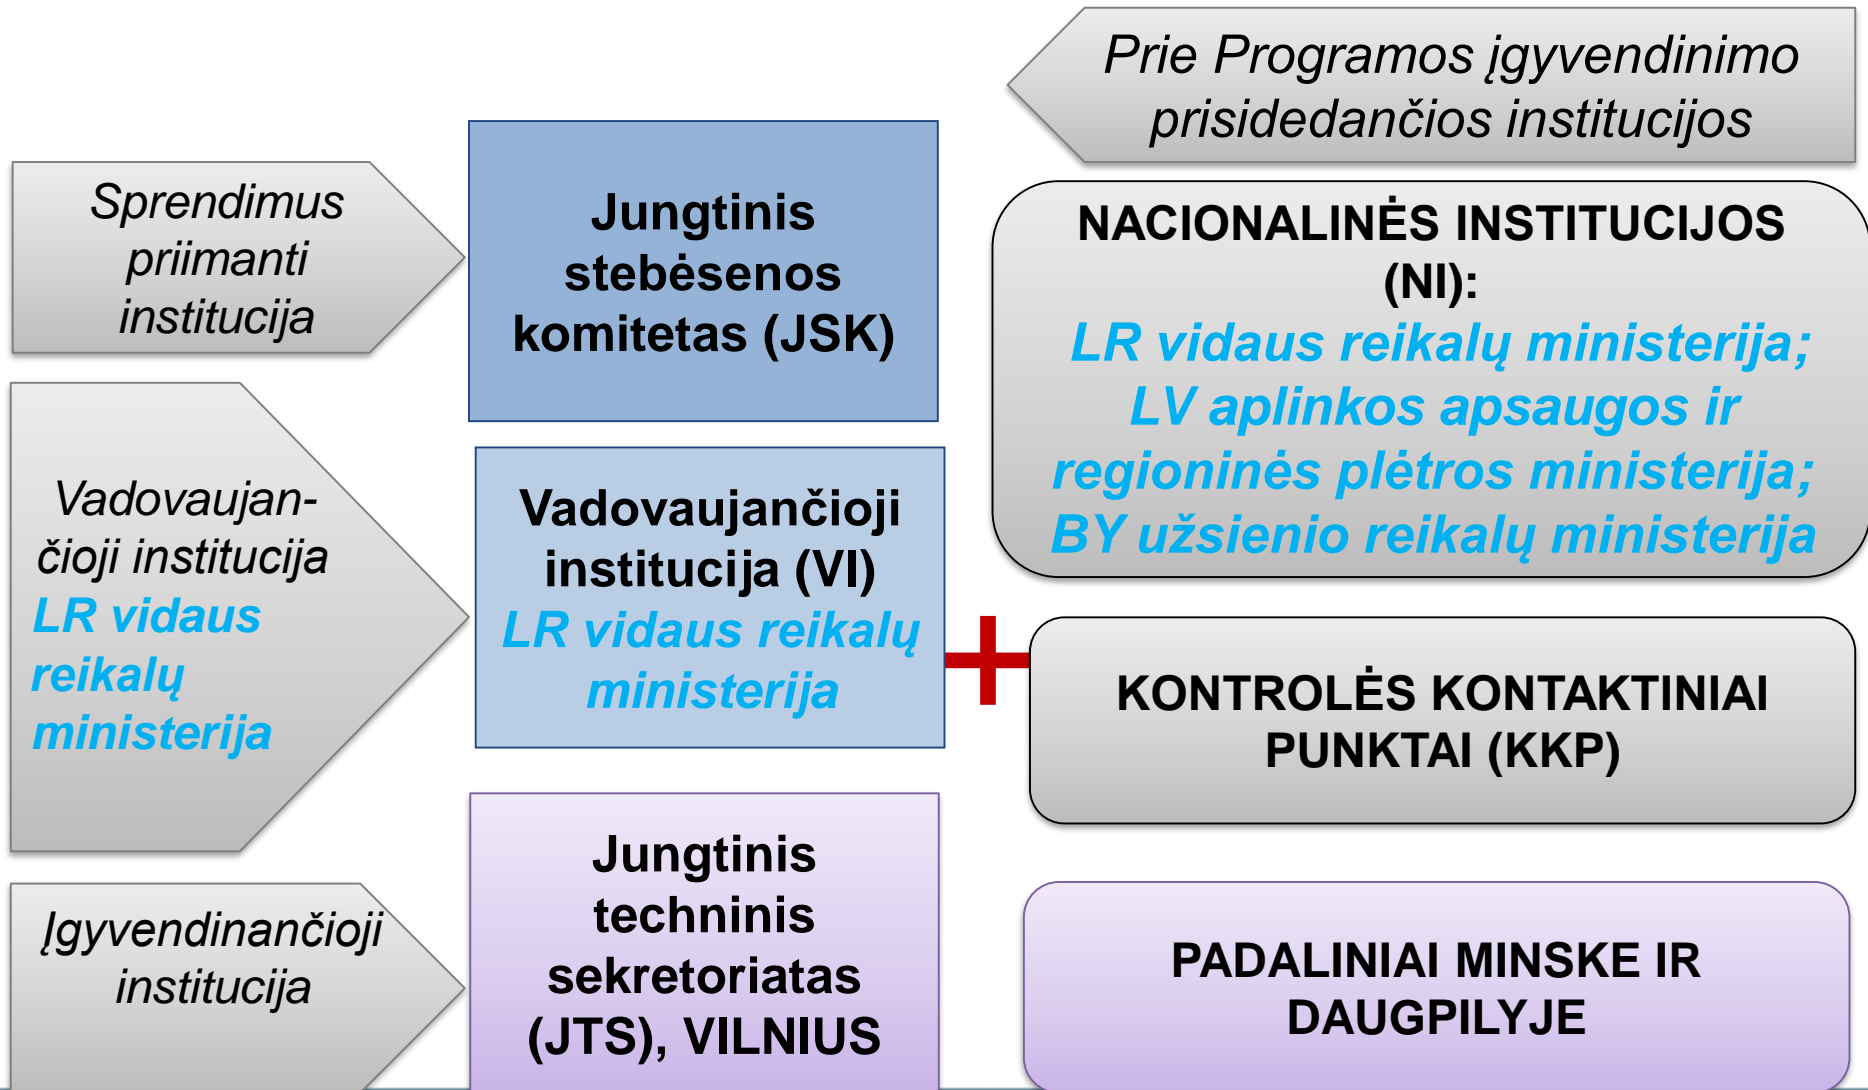 Sprendimus
priimanti
institucija
Jungtinis
stebėsenos
komitetas (JSK)
Vadovaujan-
čioji institucija
LR vidaus
reikalų
ministerija
Vadovaujančioji
institucija (VI)
LR vidaus reikalų
ministerija
Įgyvendinančioji
institucija
Jungtinis
techninis
sekretoriatas
(JTS), VILNIUS
Prie Programos įgyvendinimo
prisidedančios institucijos
NACIONALINĖS INSTITUCIJOS
(NI):
LR vidaus reikalų ministerija;
LV aplinkos apsaugos ir
regioninės plėtros ministerija;
BY užsienio reikalų ministerija
KONTROLĖS KONTAKTINIAI
PUNKTAI (KKP)
PADALINIAI MINSKE IR
DAUGPILYJE